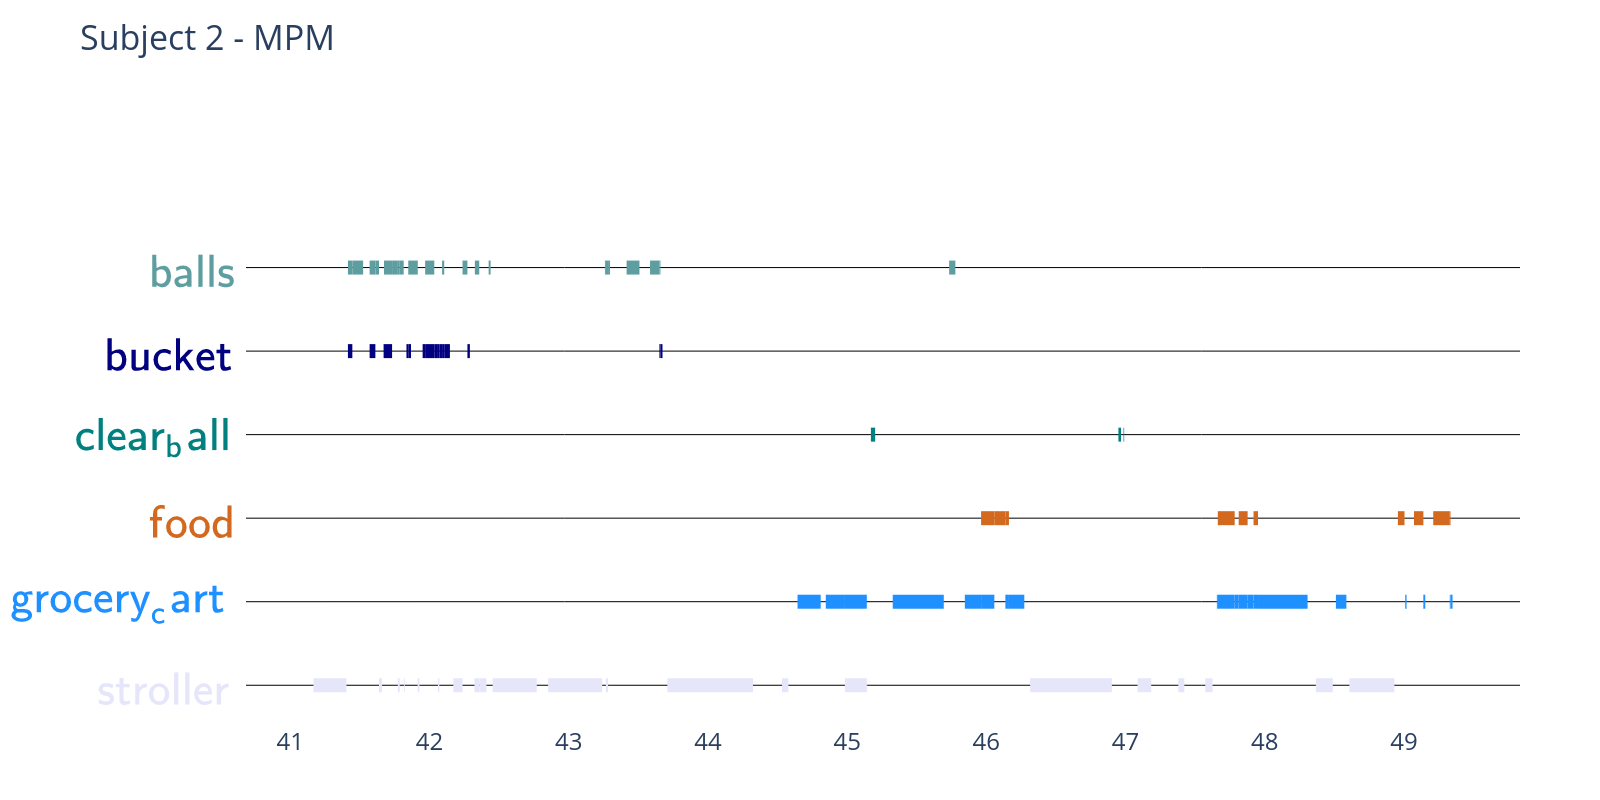 Subject 2 - MPM
balls
bucket
clear_ball
food
grocery_cart
stroller
41 42 43 44 45 46 47 48 49